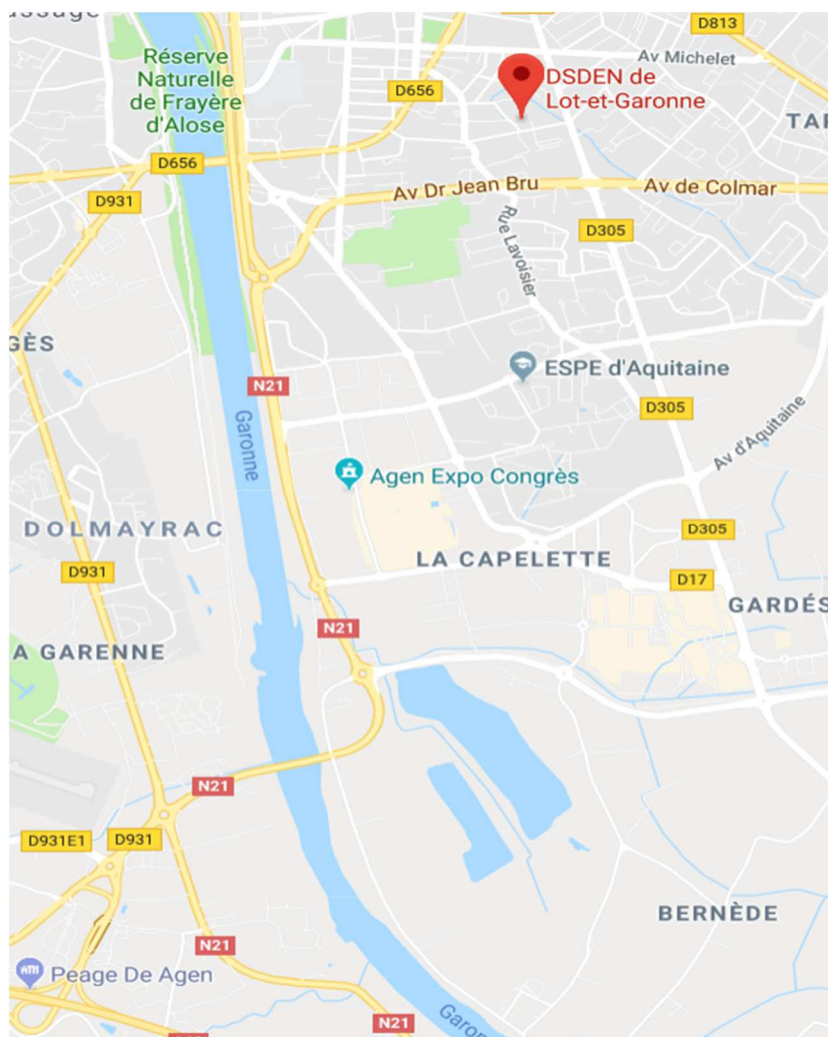 D813
Réserve
Naturelle
de Frayère
d'Alose
Av Michelet
D656
DSDEN de
Lot-et-Garonne
D656
D931
Av Dr Jean Bru
Av de Colmar
Rue Lavoisier
D305
GÈS
ESPE d'Aquitaine
N21
D305
Garonne
Av d'Aquitaine
Agen Expo Congrès
DOLMAYRAC
D305
LA CAPELETTE
D931
D17
GARDÉS
N21
A GARENNE
N21
D931E1
D931
BERNÈDE
N21
Peage De Agen
N21
Garon